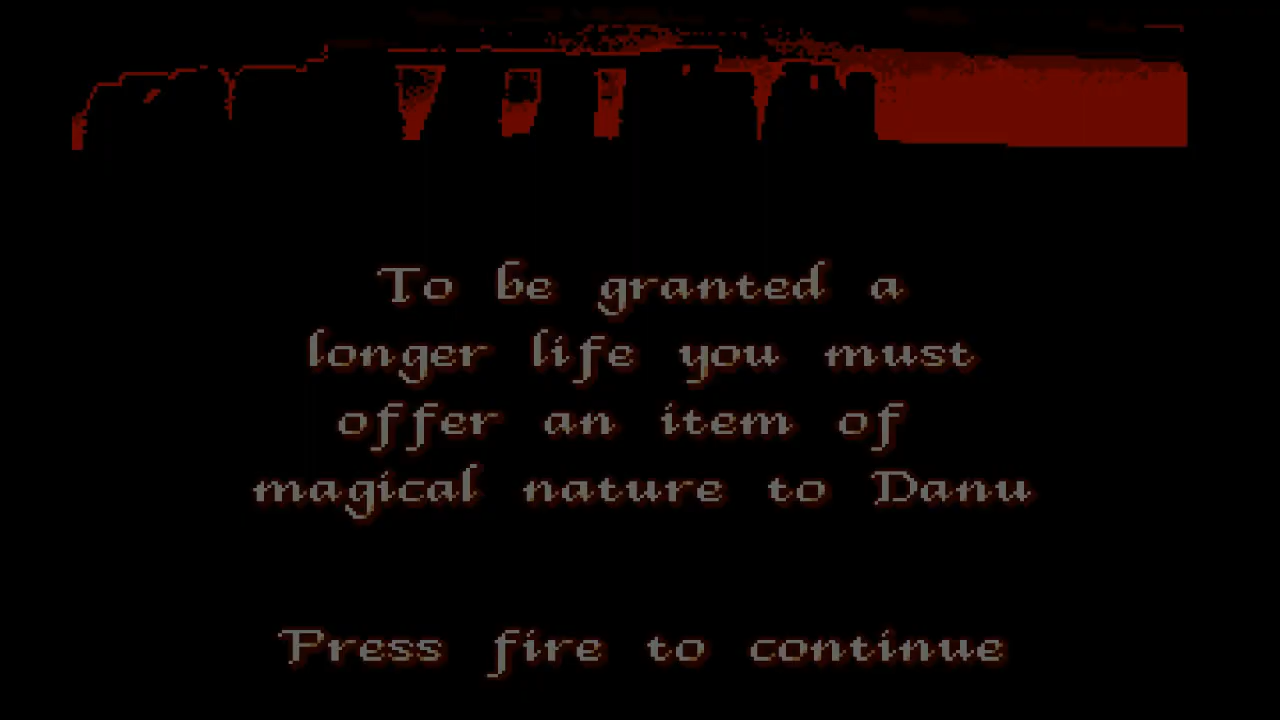 To be granted a
longer life you must
offer an item of
magical nature to Danu
Press fire to continue